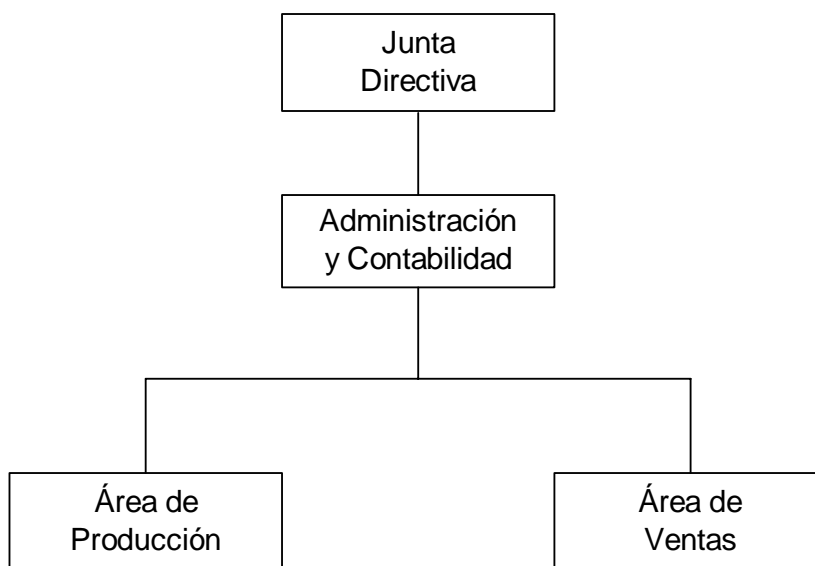 Junta
Directiva
Administración
y Contabilidad
Área de
Producción
Área de
Ventas